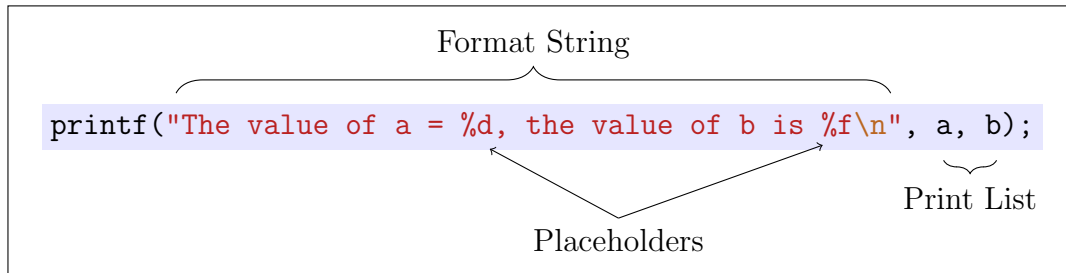 Format String
printf("The value of a = %d, the value of b is %f\n", a, b);
Print List
Placeholders